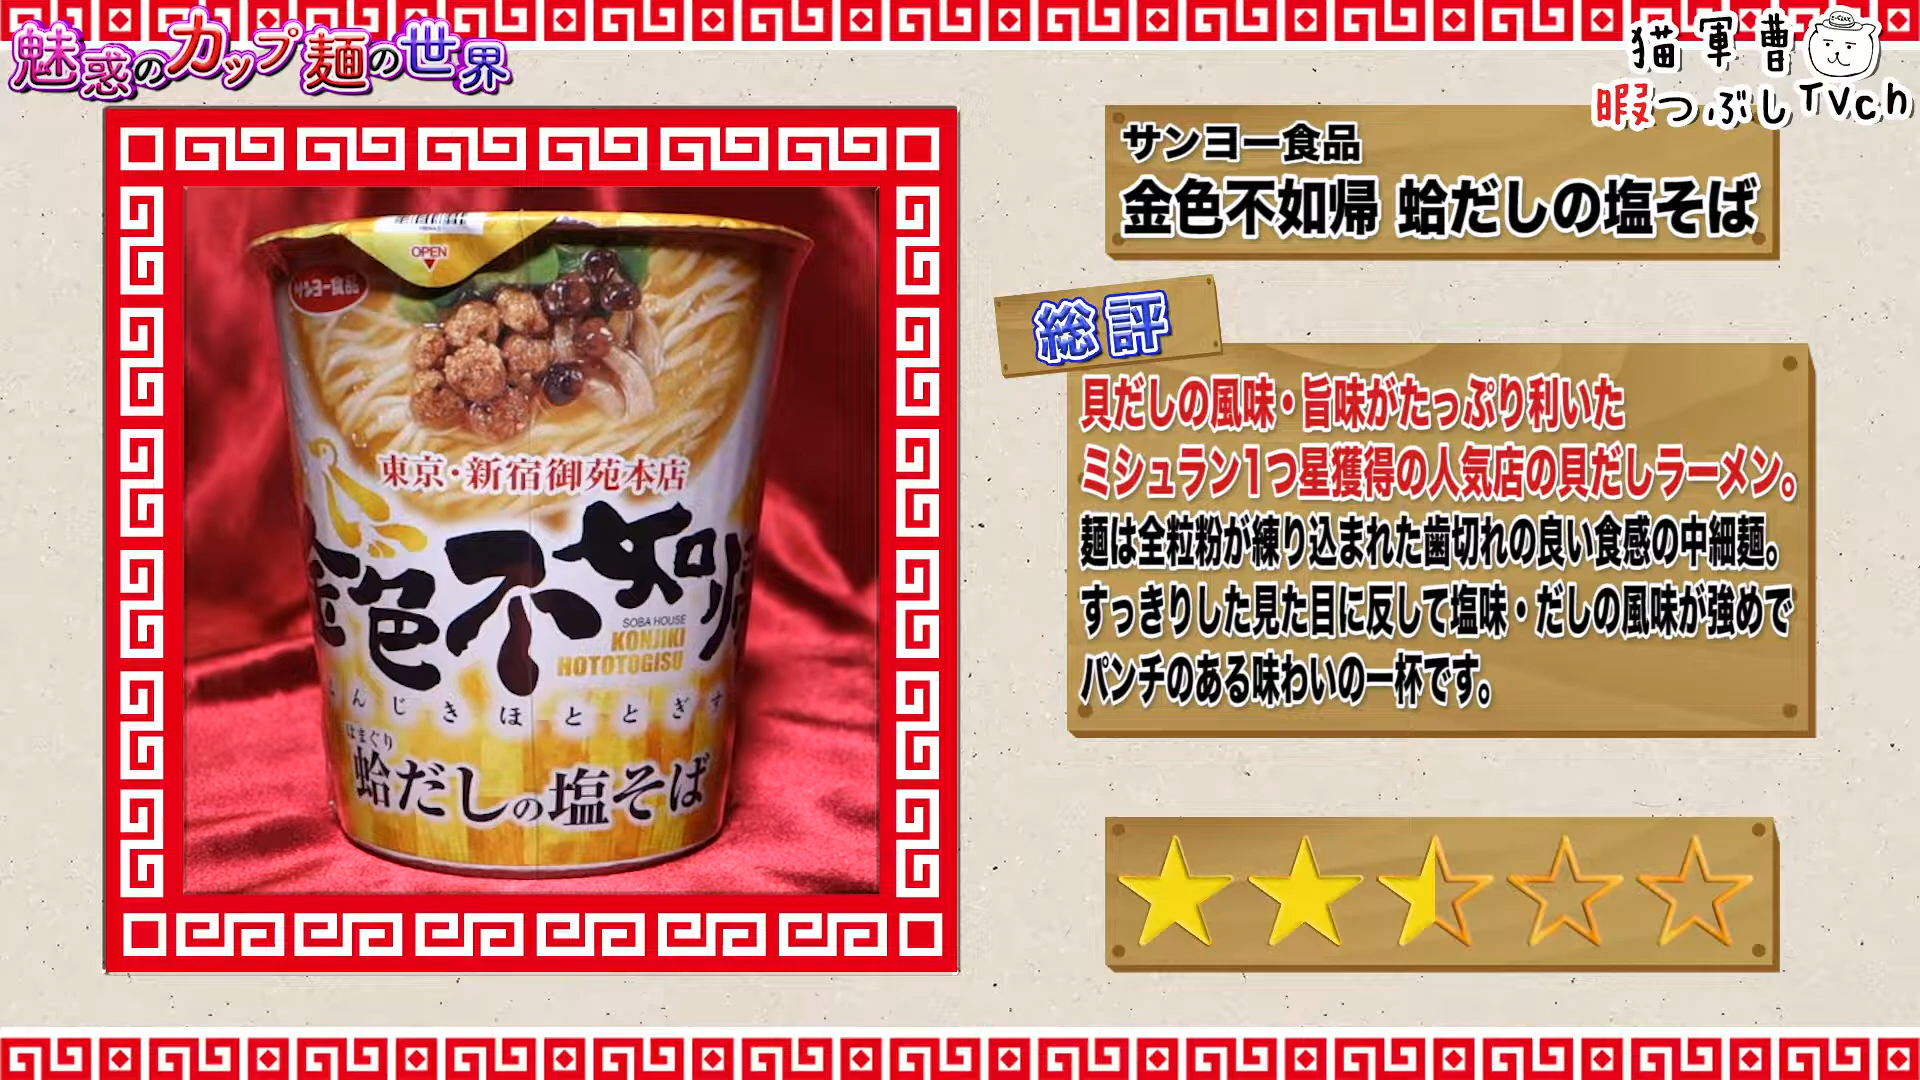 魅惑のカップ麺の世界
猫軍曹
暇つぶしTVch
サンヨー食品
金色不如帰 蛤だしの塩そば
総評
貝だしの風味・旨味がたっぷり利いた
ミシュラン1つ星獲得の人気店の貝だしラーメン。
麺は全粒粉が練り込まれた歯切れの良い食感の中細麺。
すっきりした見た目に反して塩味・だしの風味が強めで
パンチのある味わいの一杯です。
OPEN
サンヨー食品
東京・新宿御苑本店
金色不如帰
SOBA HOUSE
KONJIKI
HOTOTOGISU
んじきほととぎす
はまぐり
蛤だしの塩そば